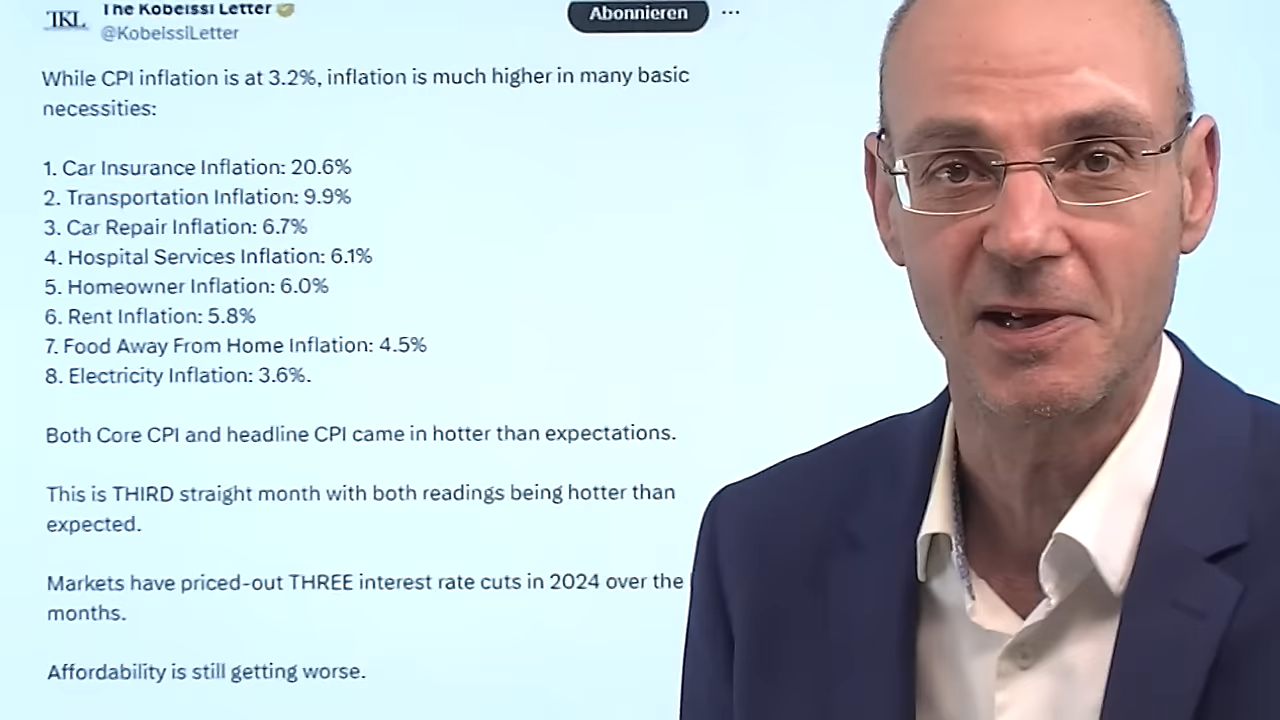 TKL The Kobeissi Letter Abonnieren ...
@KobeissiLetter
While CPI inflation is at 3.2%, inflation is much higher in many basic
necessities:
1. Car Insurance Inflation: 20.6%
2. Transportation Inflation: 9.9%
3. Car Repair Inflation: 6.7%
4. Hospital Services Inflation: 6.1%
5. Homeowner Inflation: 6.0%
6. Rent Inflation: 5.8%
7. Food Away From Home Inflation: 4.5%
8. Electricity Inflation: 3.6%.
Both Core CPI and headline CPI came in hotter than expectations.
This is THIRD straight month with both readings being hotter than
expected.
Markets have priced-out THREE interest rate cuts in 2024 over the
months.
Affordability is still getting worse.